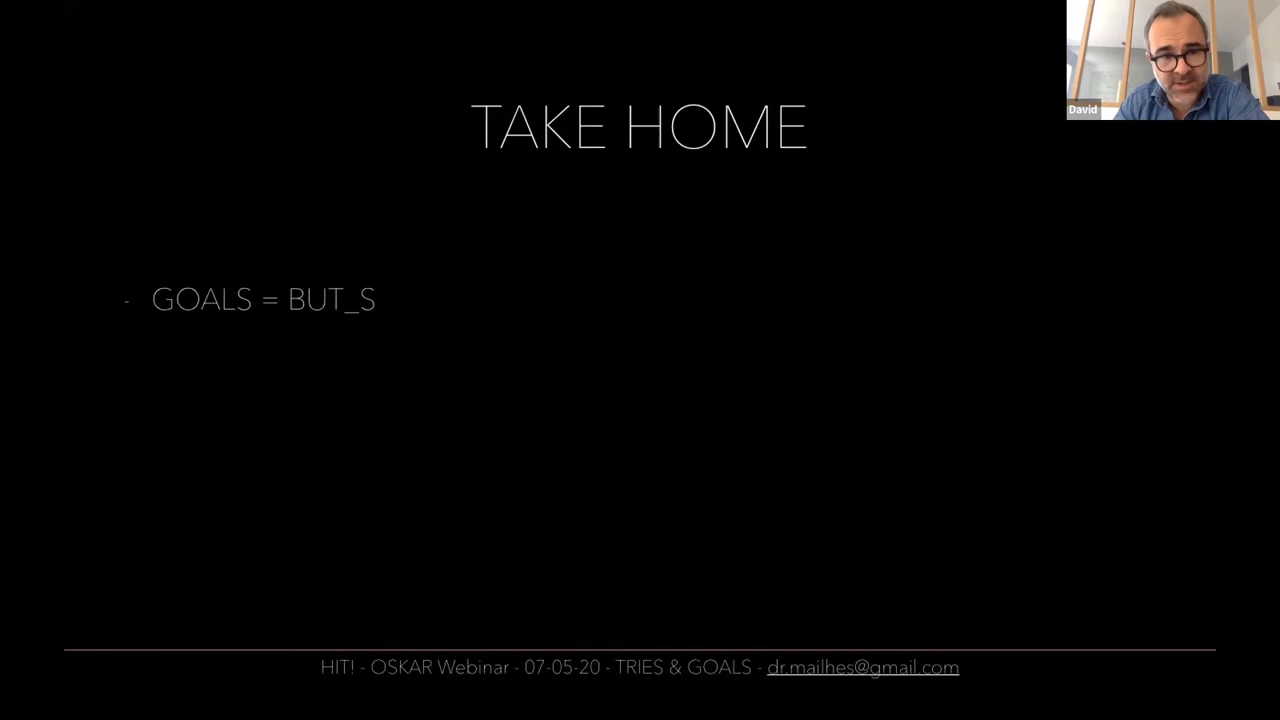 David
TAKE HOME
- GOALS = BUT_S
HIT! - OSKAR Webinar - 07-05-20 - TRIES & GOALS - dr.mailhes@gmail.com